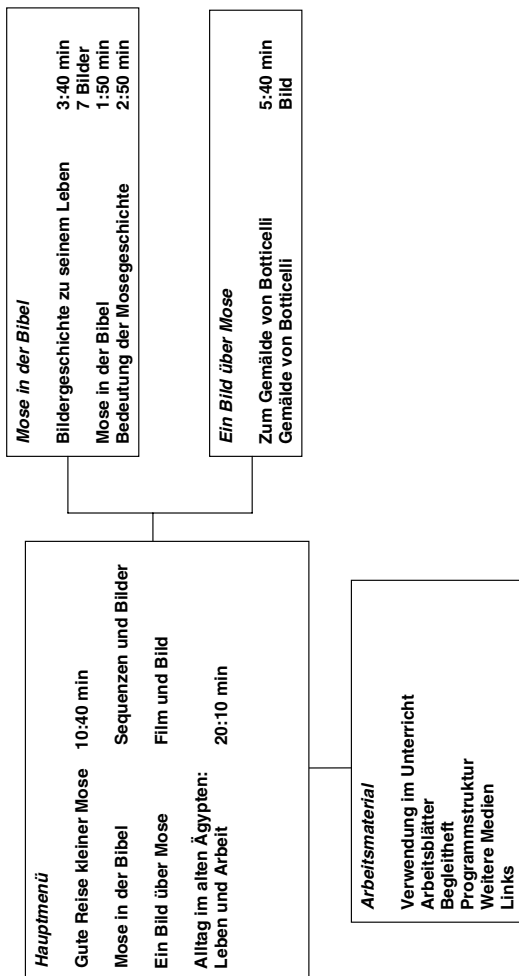 Hauptmenü
Gute Reise kleiner Mose 10:40 min
Mose in der Bibel Sequenzen und Bilder
Ein Bild über Mose Film und Bild
Alltag im alten Ägypten:
Leben und Arbeit 20:10 min
Mose in der Bibel
Bildergeschichte zu seinem Leben 3:40 min
7 Bilder
Mose in der Bibel 1:50 min
Bedeutung der Mosegeschichte 2:50 min
Ein Bild über Mose
Zum Gemälde von Botticelli 5:40 min
Gemälde von Botticelli Bild
Arbeitsmaterial
Verwendung im Unterricht
Arbeitsblätter
Begleitheft
Programmstruktur
Weitere Medien
Links